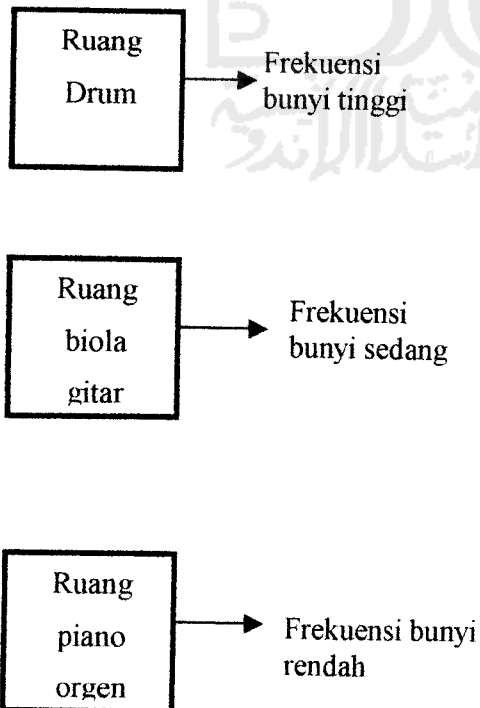 Ruang
Drum
Frekuensi
bunyi tinggi
Ruang
biola
gitar
Frekuensi
bunyi sedang
Ruang
piano
orgen
Frekuensi bunyi
rendah